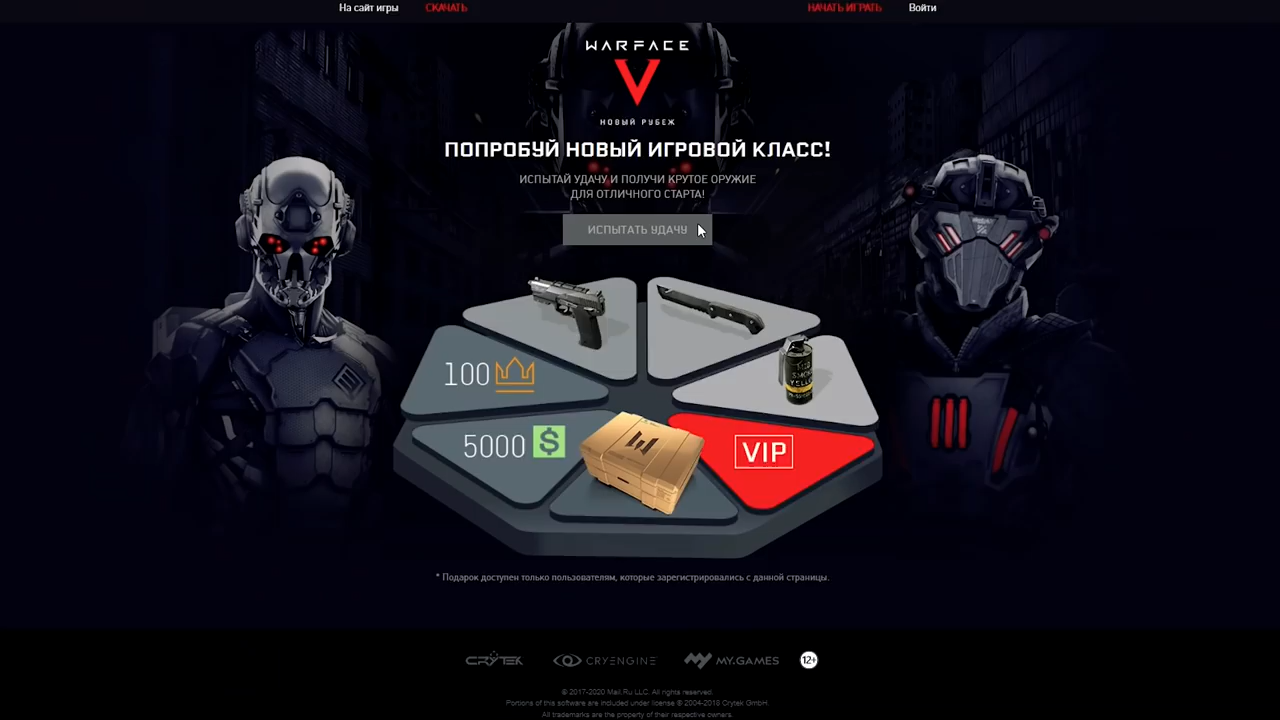 На сайт игры СКАЧАТЬ НАЧАТЬ ИГРАТЬ Войти
WARFACE
НОВЫЙ РУБЕЖ
ПОПРОБУЙ НОВЫЙ ИГРОВОЙ КЛАСС!
ИСПЫТАЙ УДАЧУ И ПОЛУЧИ КРУТОЕ ОРУЖИЕ
ДЛЯ ОТЛИЧНОГО СТАРТА!
ИСПЫТАТЬ УДАЧУ
SMOKE
YELLOW
100
5000 $
VIP
* Подарок доступен только пользователям, которые зарегистрировались с данной страницы.
CRYTEK CRYENGINE MY.GAMES 12+
© 2017-2020 Mail.Ru LLC. All rights reserved.
Portions of this software are included under license © 2004-2018 Crytek GmbH.
All trademarks are the property of their respective owners.